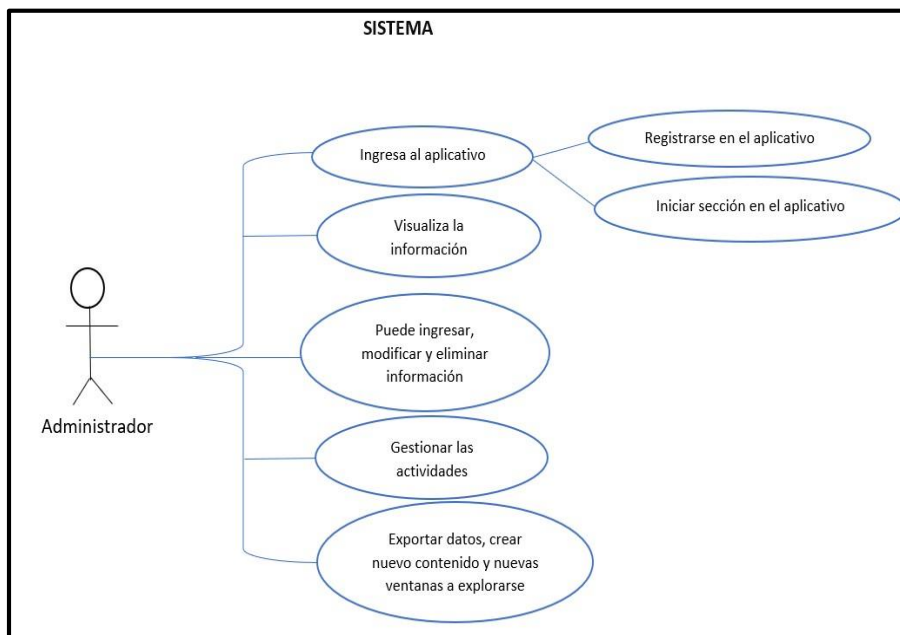 SISTEMA
Ingresa al aplicativo
Registrarse en el aplicativo
Iniciar sección en el aplicativo
Visualiza la
información
Puede ingresar,
modificar y eliminar
información
Administrador
Gestionar las
actividades
Exportar datos, crear
nuevo contenido y nuevas
ventanas a explorarse